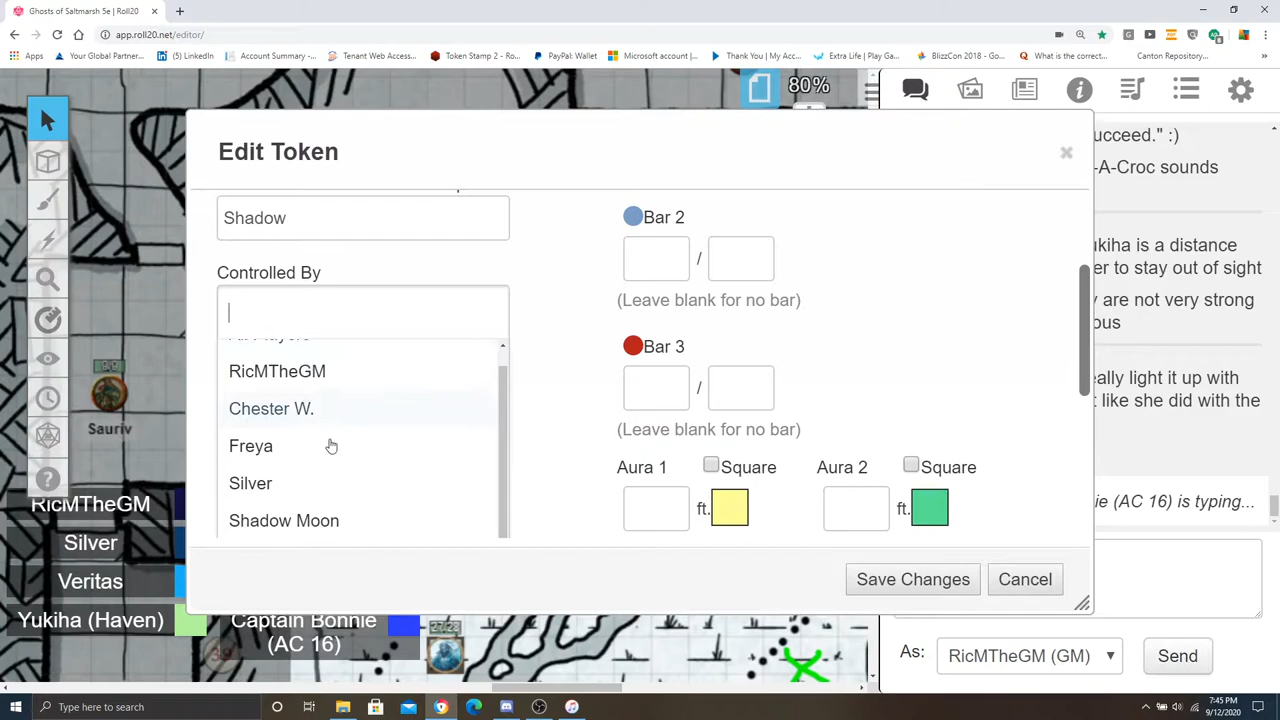 Ghosts of Saltmarsh 5e | Roll20
app.roll20.net/editor/
Apps
Your Global Partner...
LinkedIn
Account Summary -...
Tenant Web Access...
Token Stamp 2 - Ro...
PayPal: Wallet
Microsoft account |...
Thank You | My Acc...
BlizzCon 2018 - Go...
Extra Life | Play Ga...
What is the correct...
Canton Repository...
80%
ucceed." :)
-A-Croc sounds
ukiha is a distance
er to stay out of sight
y are not very strong
ous
eally light it up with
t like she did with the
ie (AC 16) is typing...
Edit Token
Shadow
Controlled By
RicMTheGM
Chester W.
Freya
Silver
Shadow Moon
Bar 2
/
(Leave blank for no bar)
Bar 3
/
(Leave blank for no bar)
Aura 1
Square
Aura 2
Square
ft.
ft.
Save Changes
Cancel
Sauriv
RicMTheGM
Silver
Veritas
Yukiha (Haven)
Captain Bonnie
(AC 16)
27/28
As:
RicMTheGM (GM)
Send
Type here to search
7:45 PM
9/12/2020